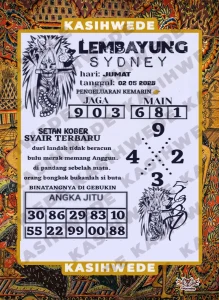 KASIHWEDE
LEMBAYUNG
SYDNEY
hari: JUMAT
tanggal: 02 05 2025
PENGELUARAN KEMARIN
JAGA MAIN
9 0 3 6 8 1
SETAN KOBER
SYAIR TERBARU
duri landak tidak beracun
bulu merak memang Anggun.
di pandang sebelah mata.
orang bongkok bukanlah si buta
BINATANGNYA DI GEBUKIN
9
4 2
3
ANGKA JITU
30 86 29 48 83 10
55 22 99 00 88
KASIHWEDE